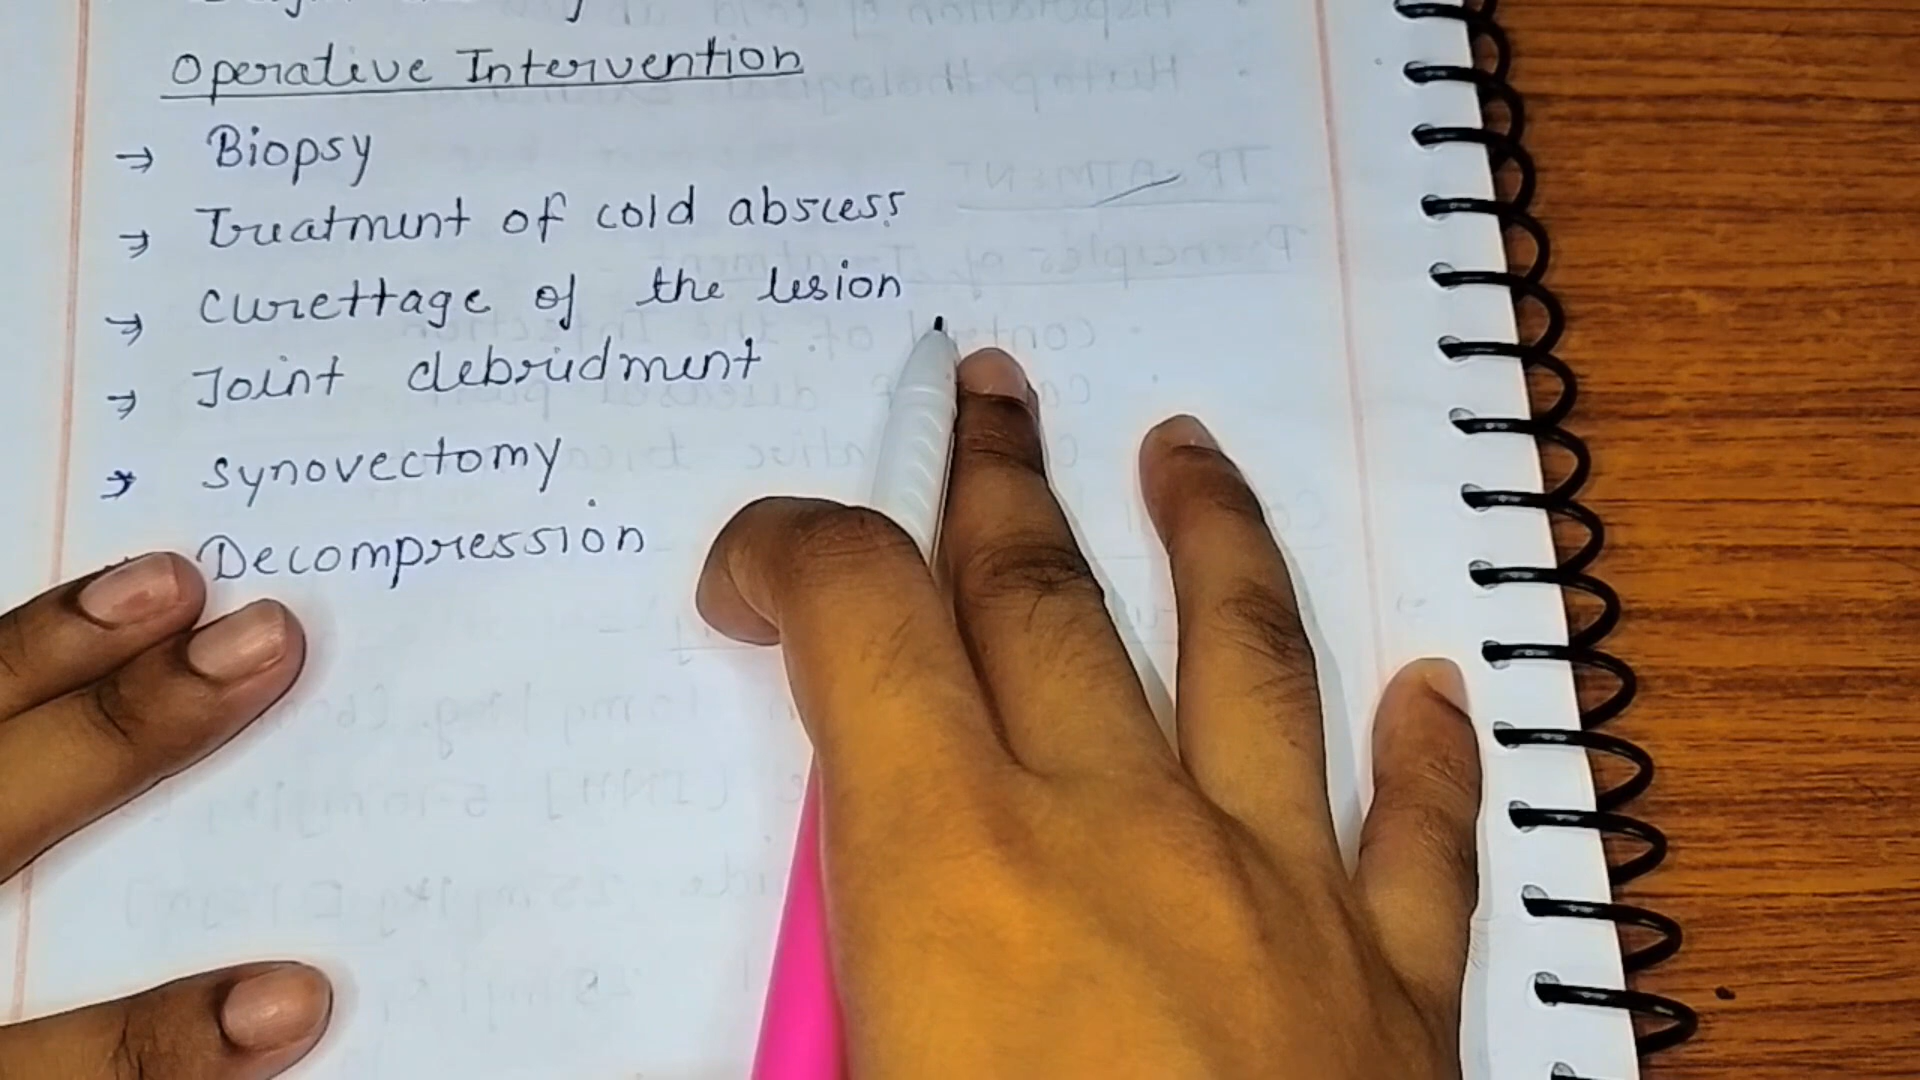 Operative Intervention
→ Biopsy
→ Treatment of cold abscess
→ Curettage of the lesion
→ Joint debridment
→ Synovectomy
Decompression